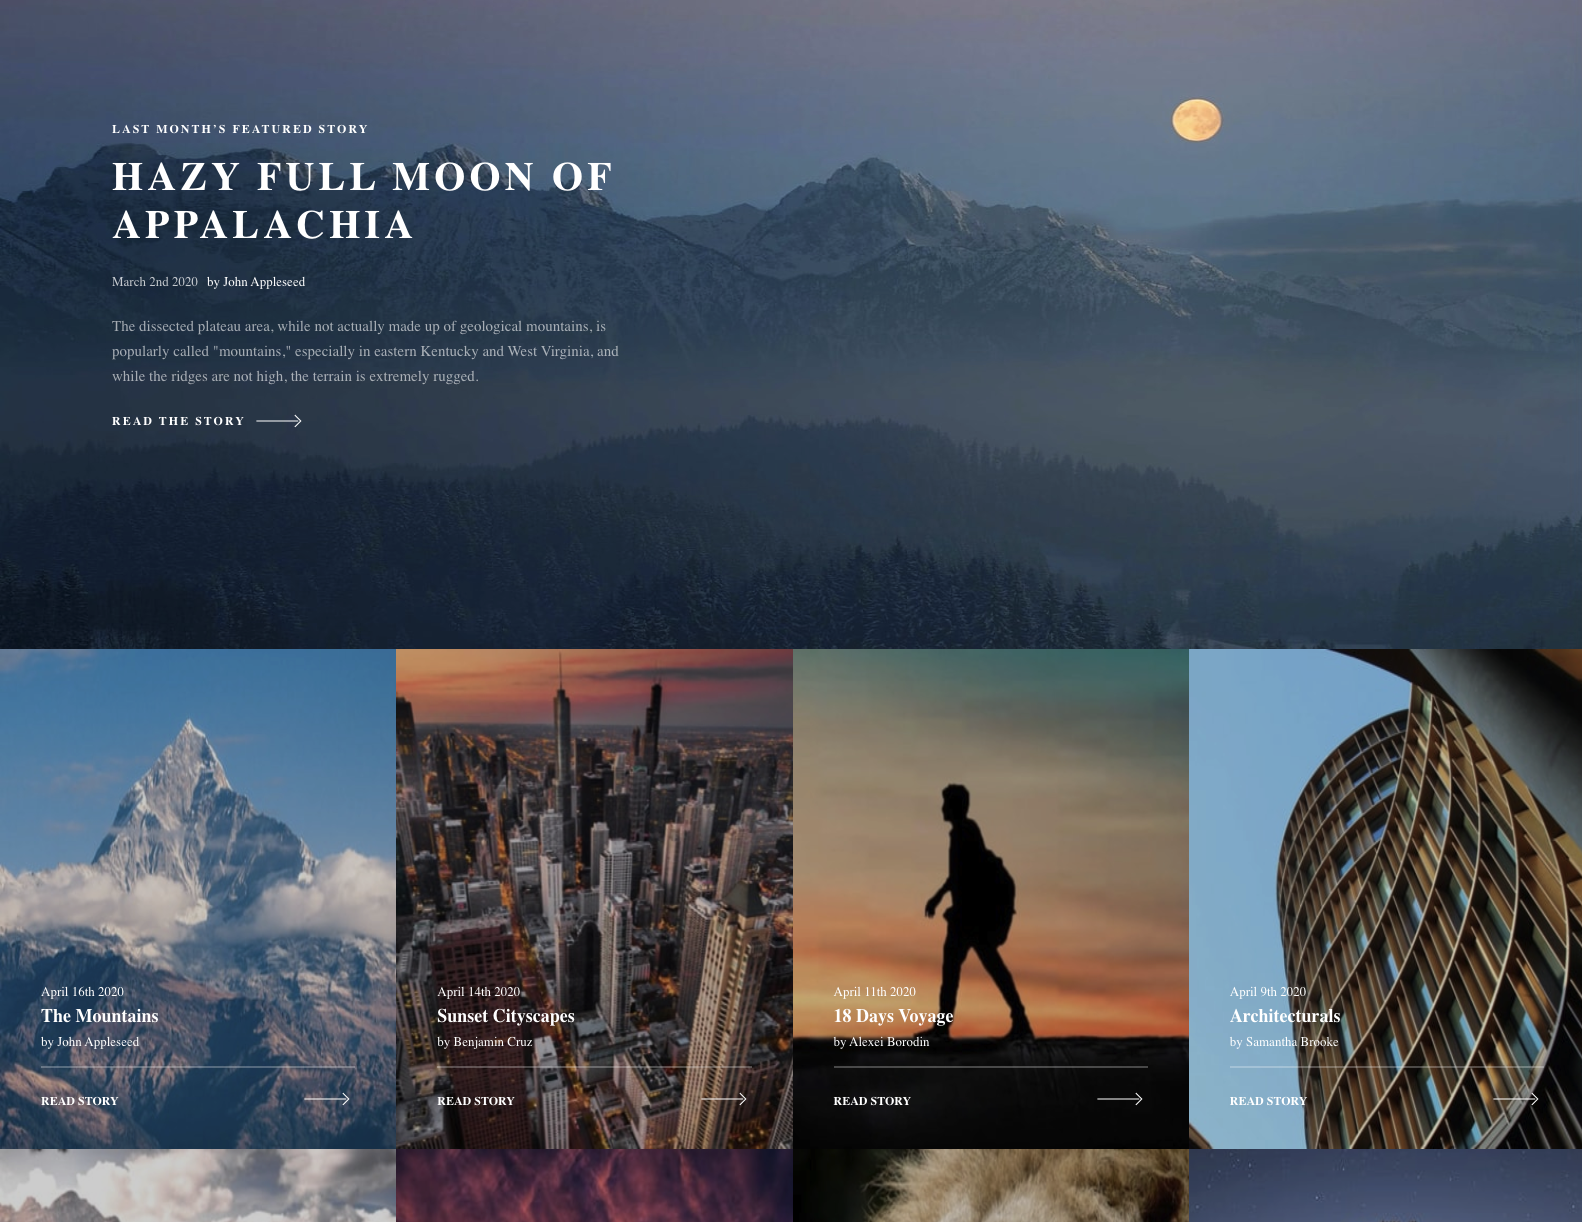 LAST MONTH’S FEATURED STORY
HAZY FULL MOON OF
APPALACHIA
March 2nd 2020 by John Appleseed
The dissected plateau area, while not actually made up of geological mountains, is
popularly called "mountains," especially in eastern Kentucky and West Virginia, and
while the ridges are not high, the terrain is extremely rugged.
READ THE STORY
April 16th 2020
The Mountains
by John Appleseed
READ STORY
April 14th 2020
Sunset Cityscapes
by Benjamin Cruz
READ STORY
April 11th 2020
18 Days Voyage
by Alexei Borodin
READ STORY
April 9th 2020
Architecturals
by Samantha Brooke
READ STORY